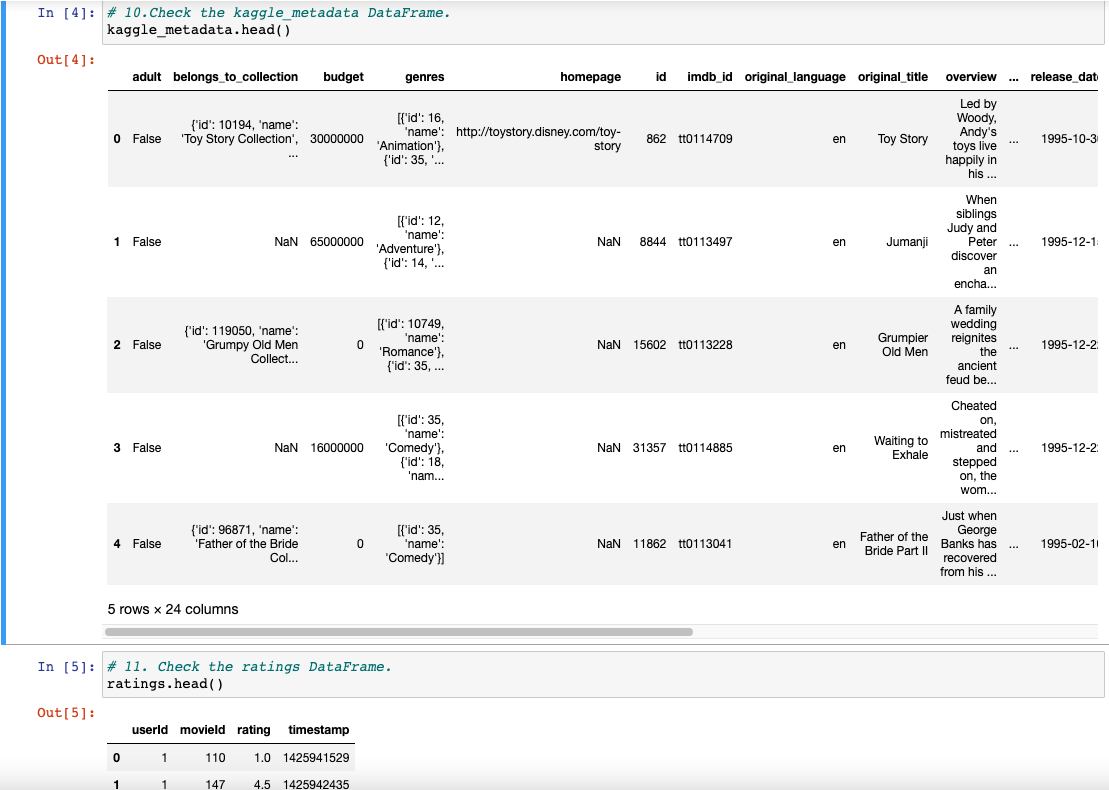 In [4]: # 10.Check the kaggle_metadata DataFrame.
kaggle_metadata.head()
Out[4]:
adult belongs_to_collection budget genres homepage id imdb_id original_language original_title overview ... release_dat
0 False {'id': 10194, 'name': 'Toy Story Collection', ... 30000000 [{'id': 16, 'name': 'Animation'}, {'id': 35, '... http://toystory.disney.com/toy-story 862 tt0114709 en Toy Story Led by Woody, Andy's toys live happily in his ... ... 1995-10-3
1 False NaN 65000000 [{'id': 12, 'name': 'Adventure'}, {'id': 14, '... NaN 8844 tt0113497 en Jumanji When siblings Judy and Peter discover an encha... ... 1995-12-1
2 False {'id': 119050, 'name': 'Grumpy Old Men Collect... 0 [{'id': 10749, 'name': 'Romance'}, {'id': 35, ... NaN 15602 tt0113228 en Grumpier Old Men A family wedding reignites the ancient feud be... ... 1995-12-2
3 False NaN 16000000 [{'id': 35, 'name': 'Comedy'}, {'id': 18, 'nam... NaN 31357 tt0114885 en Waiting to Exhale Cheated on, mistreated and stepped on, the wom... ... 1995-12-2
4 False {'id': 96871, 'name': 'Father of the Bride Col... 0 [{'id': 35, 'name': 'Comedy'}] NaN 11862 tt0113041 en Father of the Bride Part II Just when George Banks has recovered from his ... ... 1995-02-1
5 rows × 24 columns
In [5]: # 11. Check the ratings DataFrame.
ratings.head()
Out[5]:
userId movieId rating timestamp
0 1 110 1.0 1425941529
1 1 147 4.5 1425942435